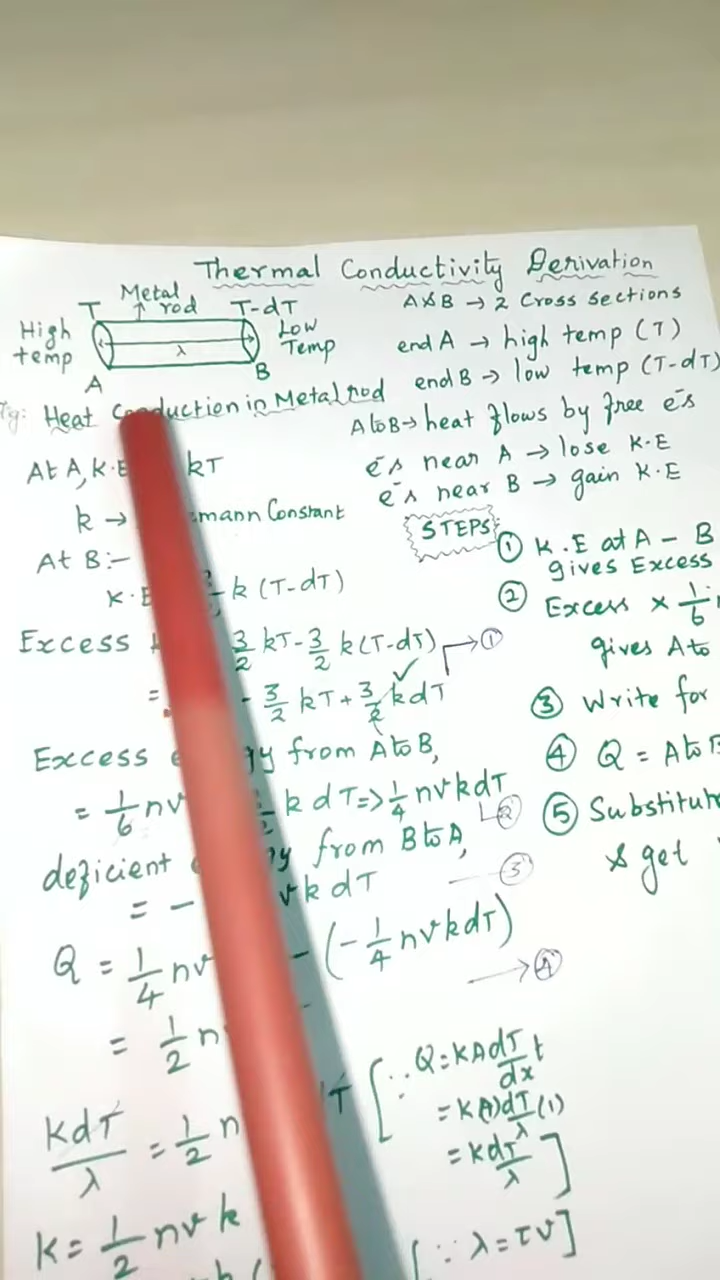 Thermal Conductivity Derivation
Metal
rod
T
T-dT
High
temp
Low
Temp
λ
A
B
A&B → 2 Cross sections
end A → high temp (T)
end B → low temp (T-dT)
A to B → heat flows by free e⁻s
e⁻s near A → lose K.E
e⁻s near B → gain K.E
Heat Conduction in Metal rod
At A, K.E kT
k → mann Constant
At B:-
k (T-dT)
Excess 3/2 kT - 3/2 k(T-dT) → ①
= - 3/2 kT + 3/2 kdT ✓
Excess from A to B,
= 1/6 nv k dT => 1/4 nvkdT ②
deficient from B to A,
= - vkdT ③
Q = 1/4 nv - (-1/4 nvkdT)
→ ④
= 1/2 n
KdT/λ = 1/2 n T [∵ Q = KA dT/dx t
= K(1) dT/λ (1)
= K dT/λ ]
K = 1/2 nvk
[∵ λ = τv]
STEPS
① K.E at A - B
gives Excess
② Excess × 1/6 n
gives A to
③ Write for
④ Q = A to B
⑤ Substitut
& get